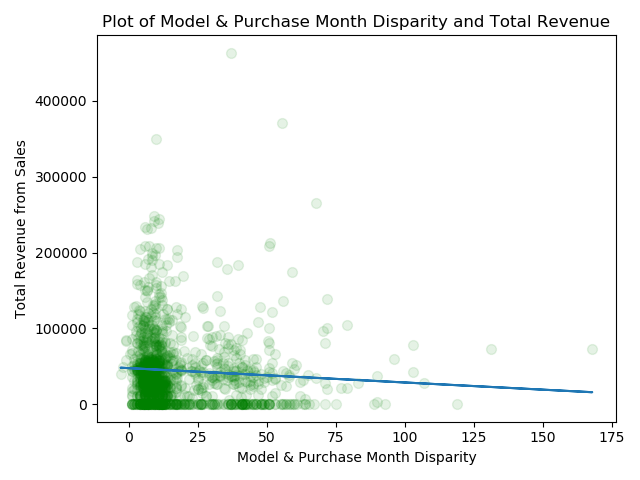 Plot of Model & Purchase Month Disparity and Total Revenue
Total Revenue from Sales
400000
300000
200000
100000
0
0 25 50 75 100 125 150 175
Model & Purchase Month Disparity